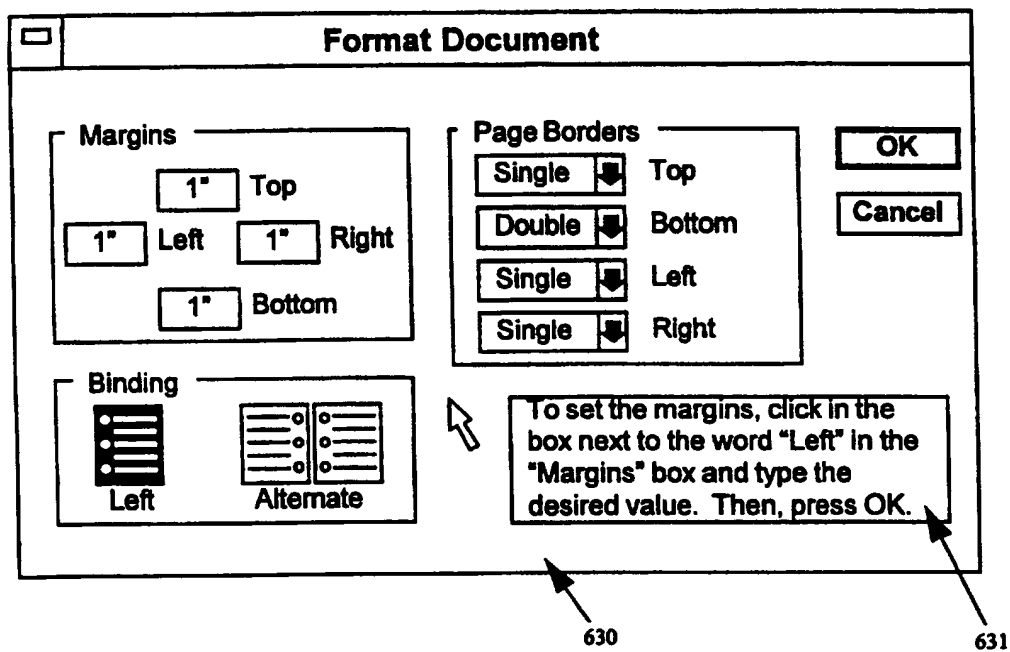 Format Document
Margins
1" Top
1" Left 1" Right
1" Bottom
Page Borders
Single Top
Double Bottom
Single Left
Single Right
OK
Cancel
Binding
Left
Alternate
To set the margins, click in the
box next to the word "Left" in the
"Margins" box and type the
desired value. Then, press OK.
630
631